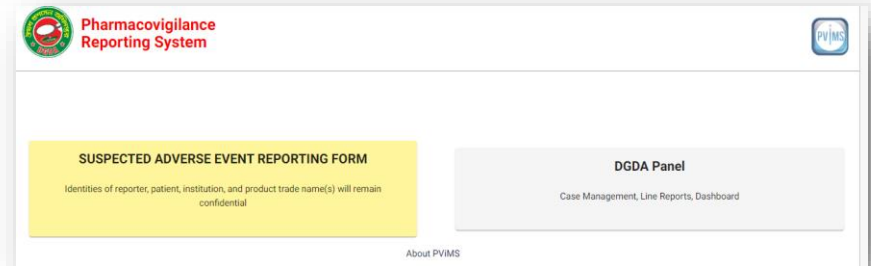 Pharmacovigilance
Reporting System
PViMS
SUSPECTED ADVERSE EVENT REPORTING FORM
Identities of reporter, patient, institution, and product trade name(s) will remain
confidential
DGDA Panel
Case Management, Line Reports, Dashboard
About PViMS